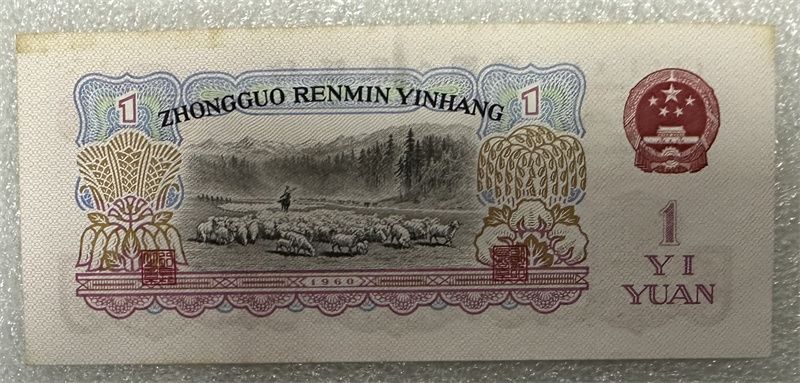 1
ZHONGGUO RENMIN YINHANG
1
1960
1
YI
YUAN